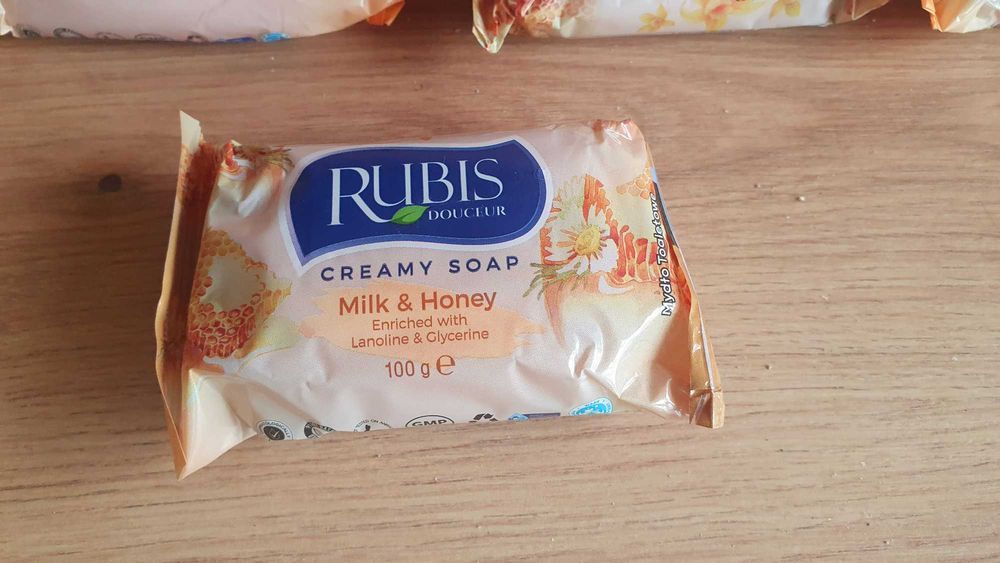 RUBIS
DOUCEUR
CREAMY SOAP
Milk & Honey
Enriched with
Lanoline & Glycerine
100 g ℮
GMP
Mydło Toaletowe